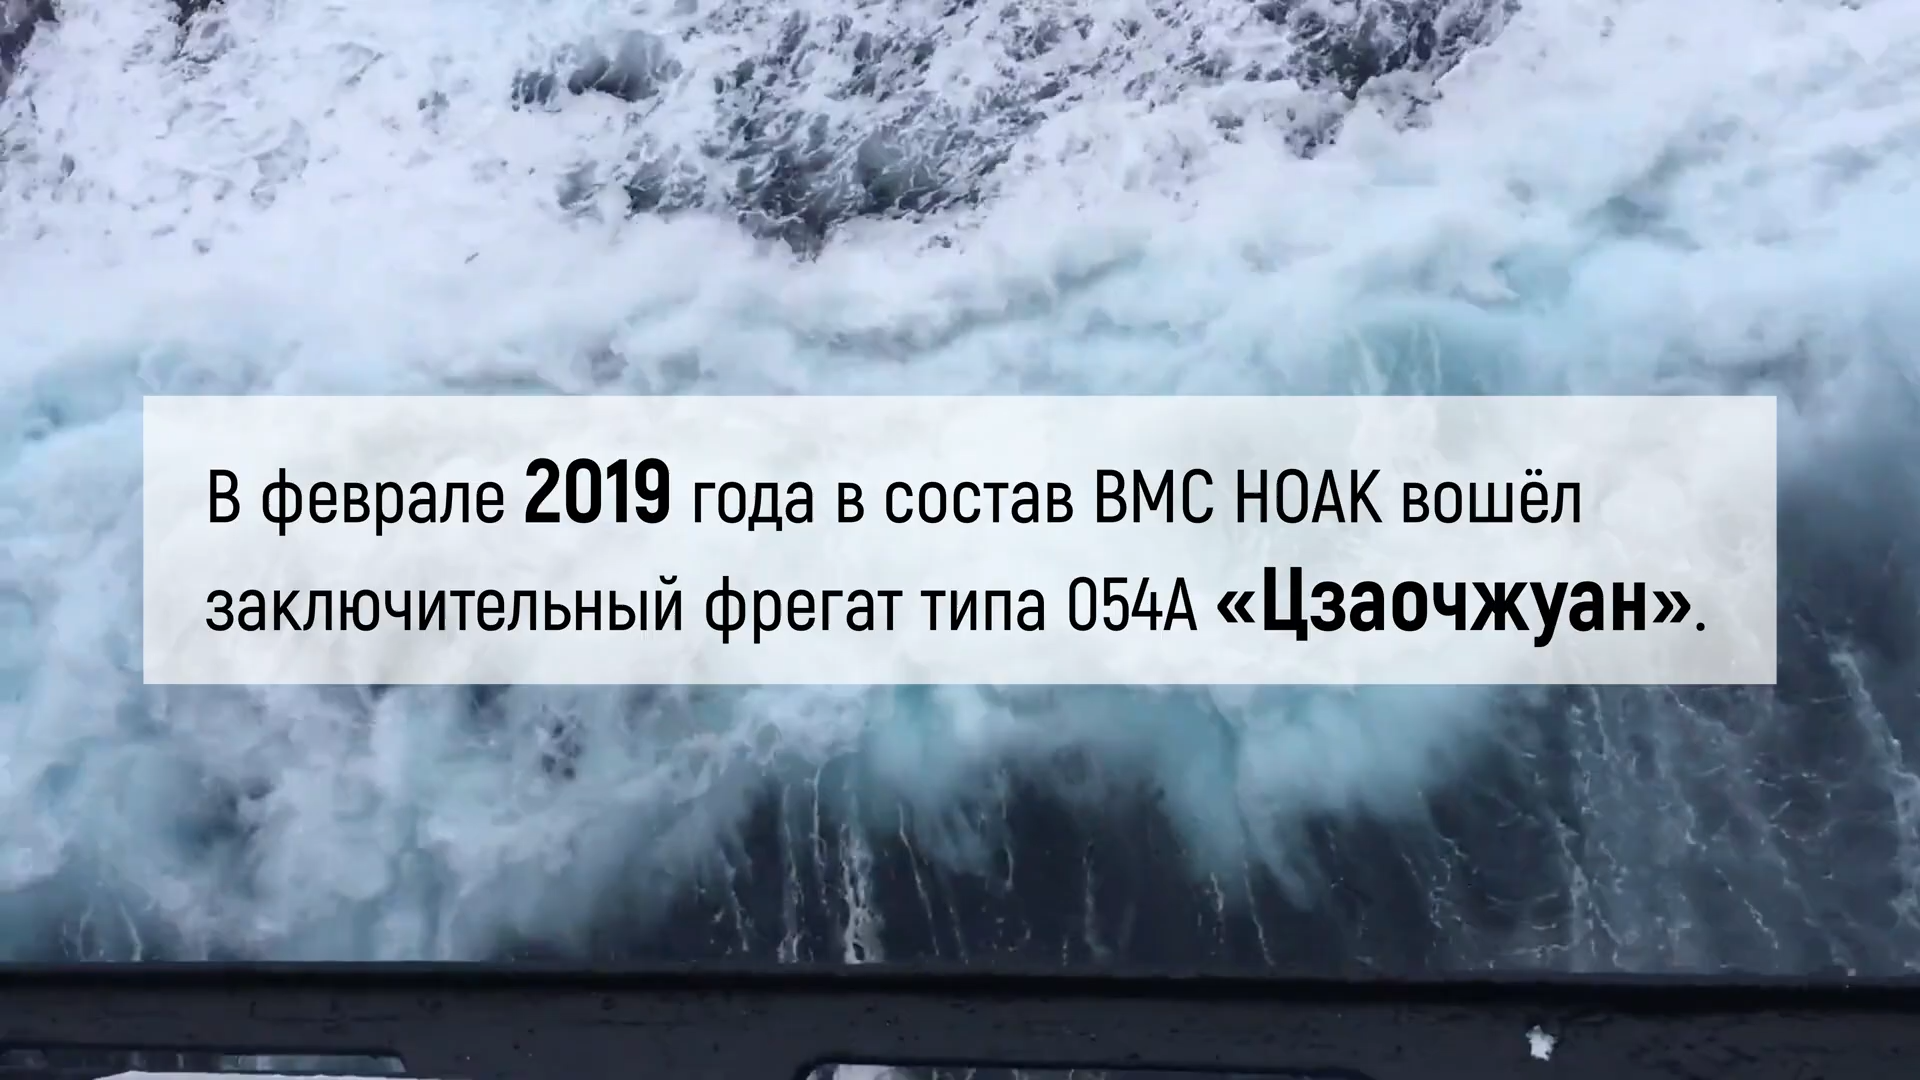 В феврале 2019 года в состав ВМС НОАК вошёл
заключительный фрегат типа 054А «Цзаочжуан».